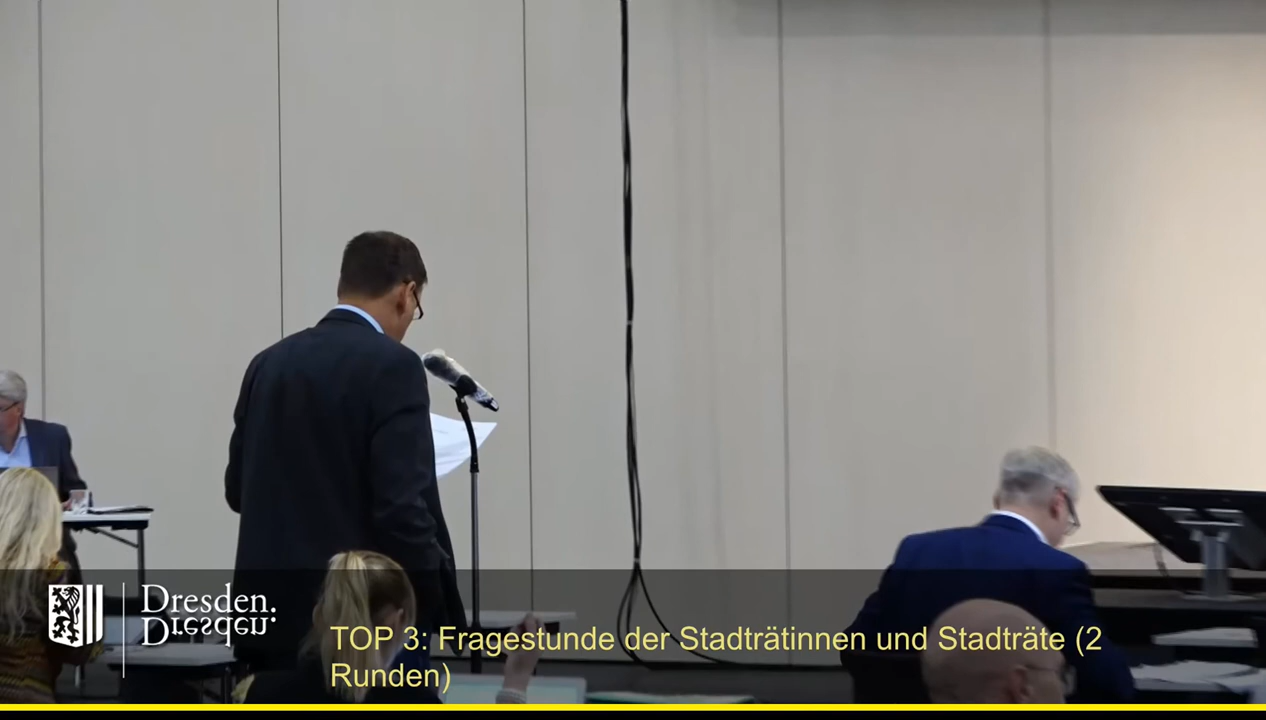 Dresden.
Dresden.
TOP 3: Fragestunde der Stadträtinnen und Stadträte (2
Runden)